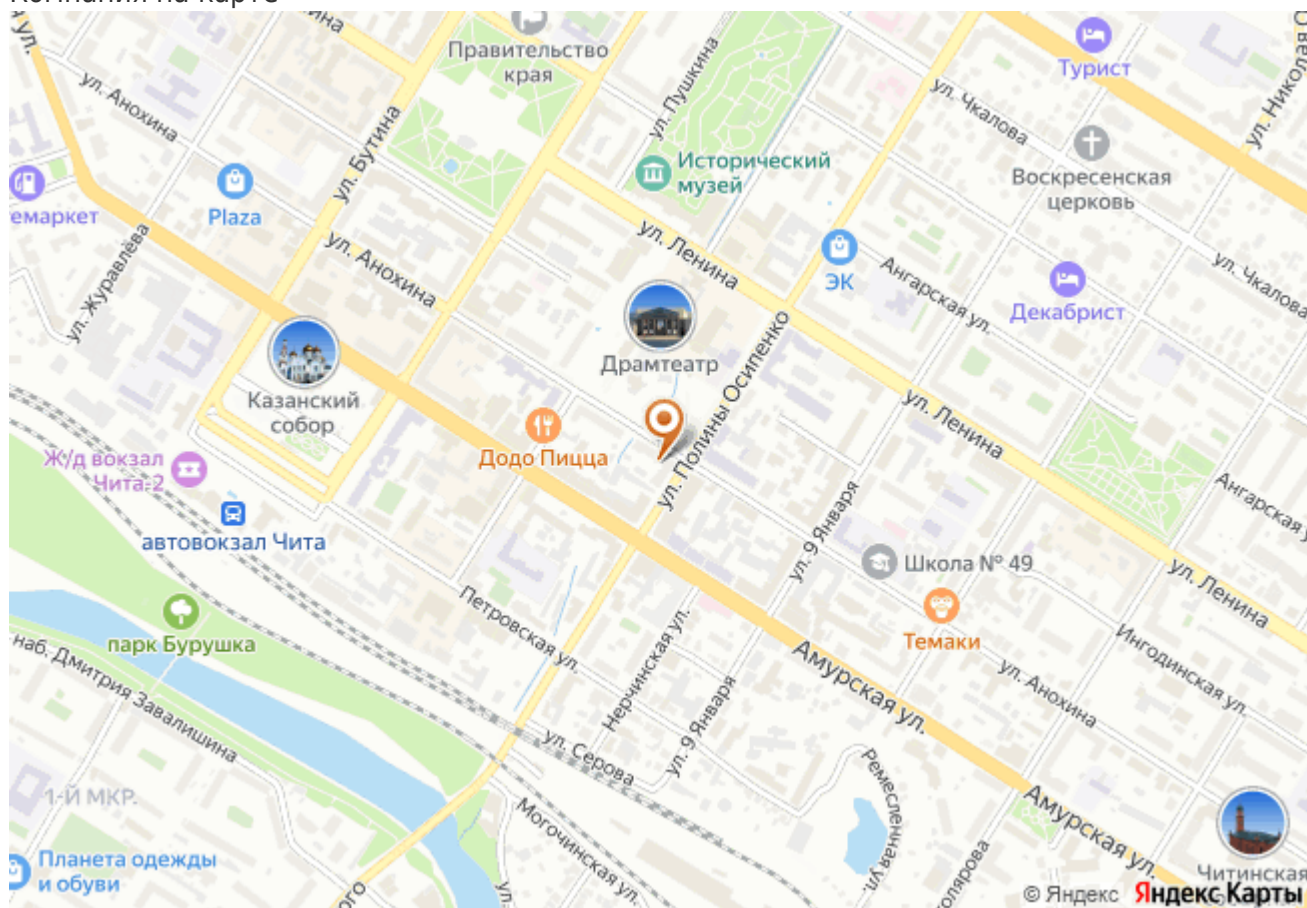 Правительство
края
ул. Пушкина
Турист
ул. Анохина
ул. Бутина
ул. Чкалова
Воскресенская
церковь
Исторический
музей
емаркет
Plaza
ул. Анохина
ул. Ленина
ЭК
Ангарская ул.
ул. Чкалова
ул. Журавлёва
Декабрист
Драмтеатр
Казанский
собор
ул. Полины Осипенко
ул. Ленина
Додо Пицца
Ж/д вокзал
Чита-2
Ангарская
автовокзал Чита
ул. 9 Января
Школа № 49
ул. Ленина
Петровская ул.
Темаки
парк Бурушка
Нерчинская ул.
Амурская ул.
ул. Анохина
Ингодинская ул.
наб. Дмитрия Завалишина
ул. 9 Января
ул. Серова
Ремесленная ул.
1-Й МКР.
Могочинская ул.
Амурская ул.
Планета одежды
и обуви
Читинская
© Яндекс Яндекс Карты